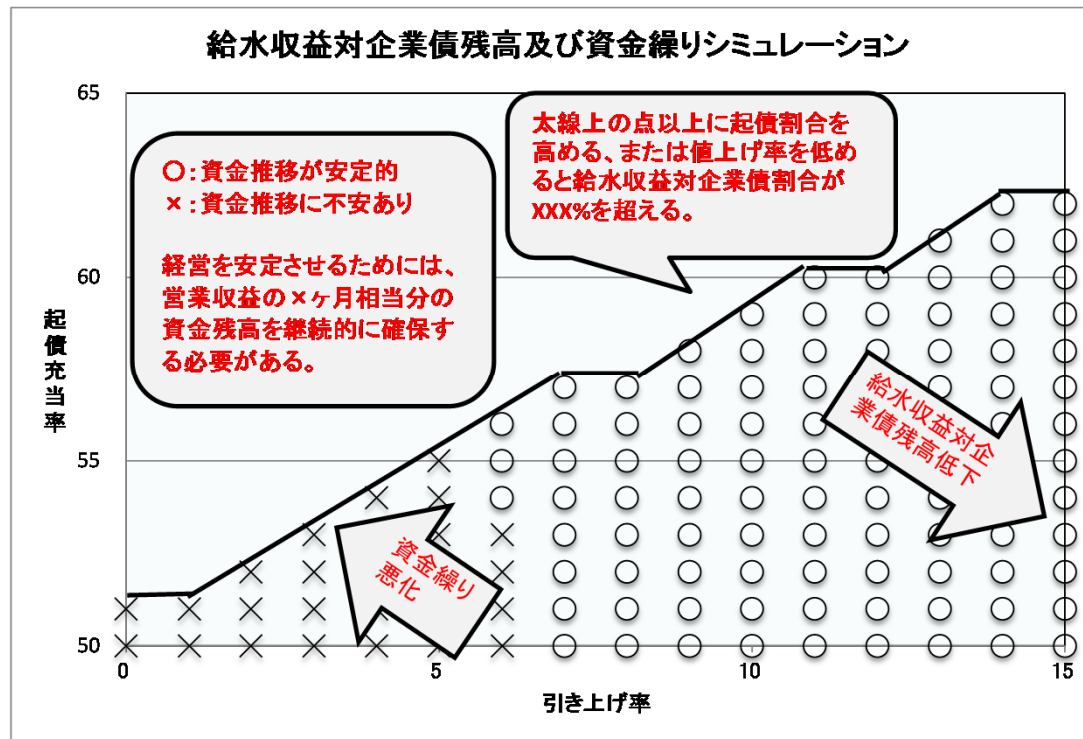 給水収益対企業債残高及び資金繰りシミュレーション
65
60
55
50
起債充当率
○：資金推移が安定的
×：資金推移に不安あり
経営を安定させるためには、
営業収益の×ヶ月相当分の
資金残高を継続的に確保す
る必要がある。
太線上の点以上に起債割合を
高める、または値上げ率を低め
ると給水収益対企業債割合が
XXX%を超える。
給水収益対企
業債残高低下
資金繰り
悪化
0
5
10
15
引き上げ率